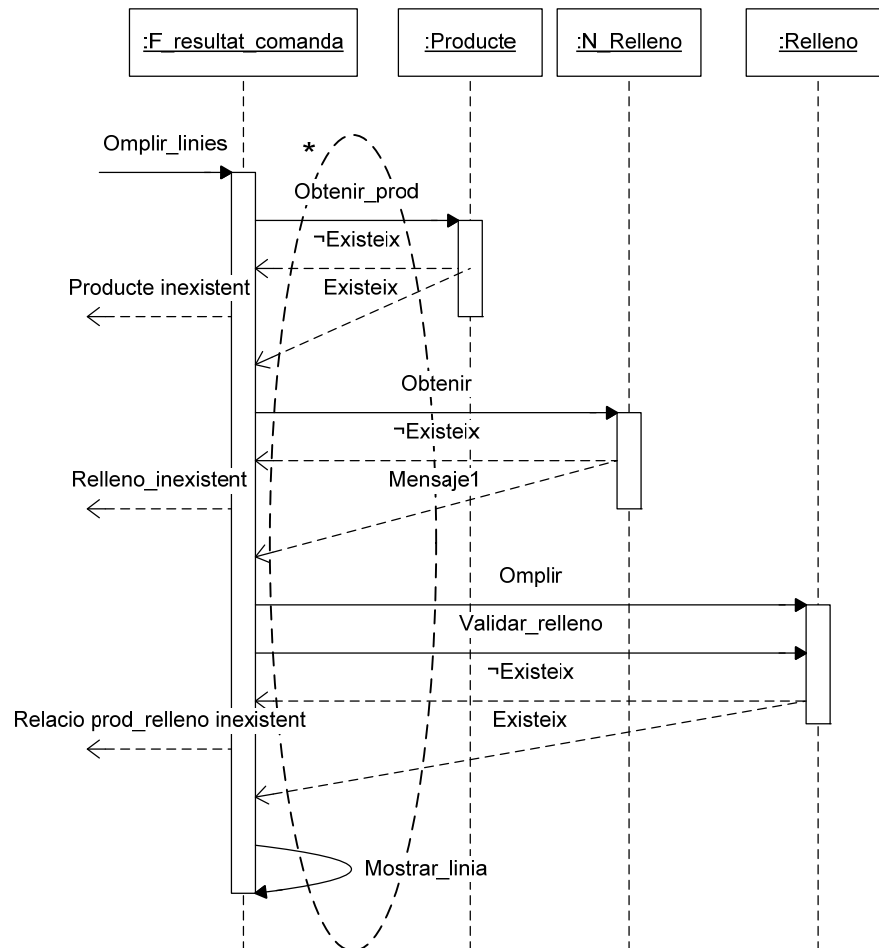 :F_resultat_comanda
:Producte
:N_Relleno
:Relleno
Omplir_linies
*
Obtenir_prod
¬Existeix
Producte inexistent
Existeix
Obtenir
¬Existeix
Relleno_inexistent
Mensaje1
Omplir
Validar_relleno
¬Existeix
Relacio prod_relleno inexistent
Existeix
Mostrar_linia